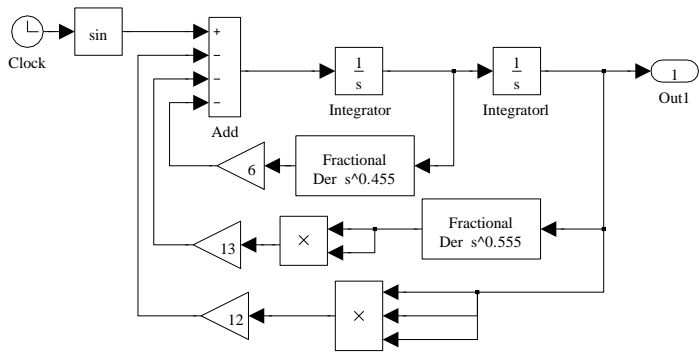 sin
Clock
+
−
−
−
Add
1
s
Integrator
1
s
Integrator1
1
Out1
6
Fractional
Der s^0.455
13
×
Fractional
Der s^0.555
12
×